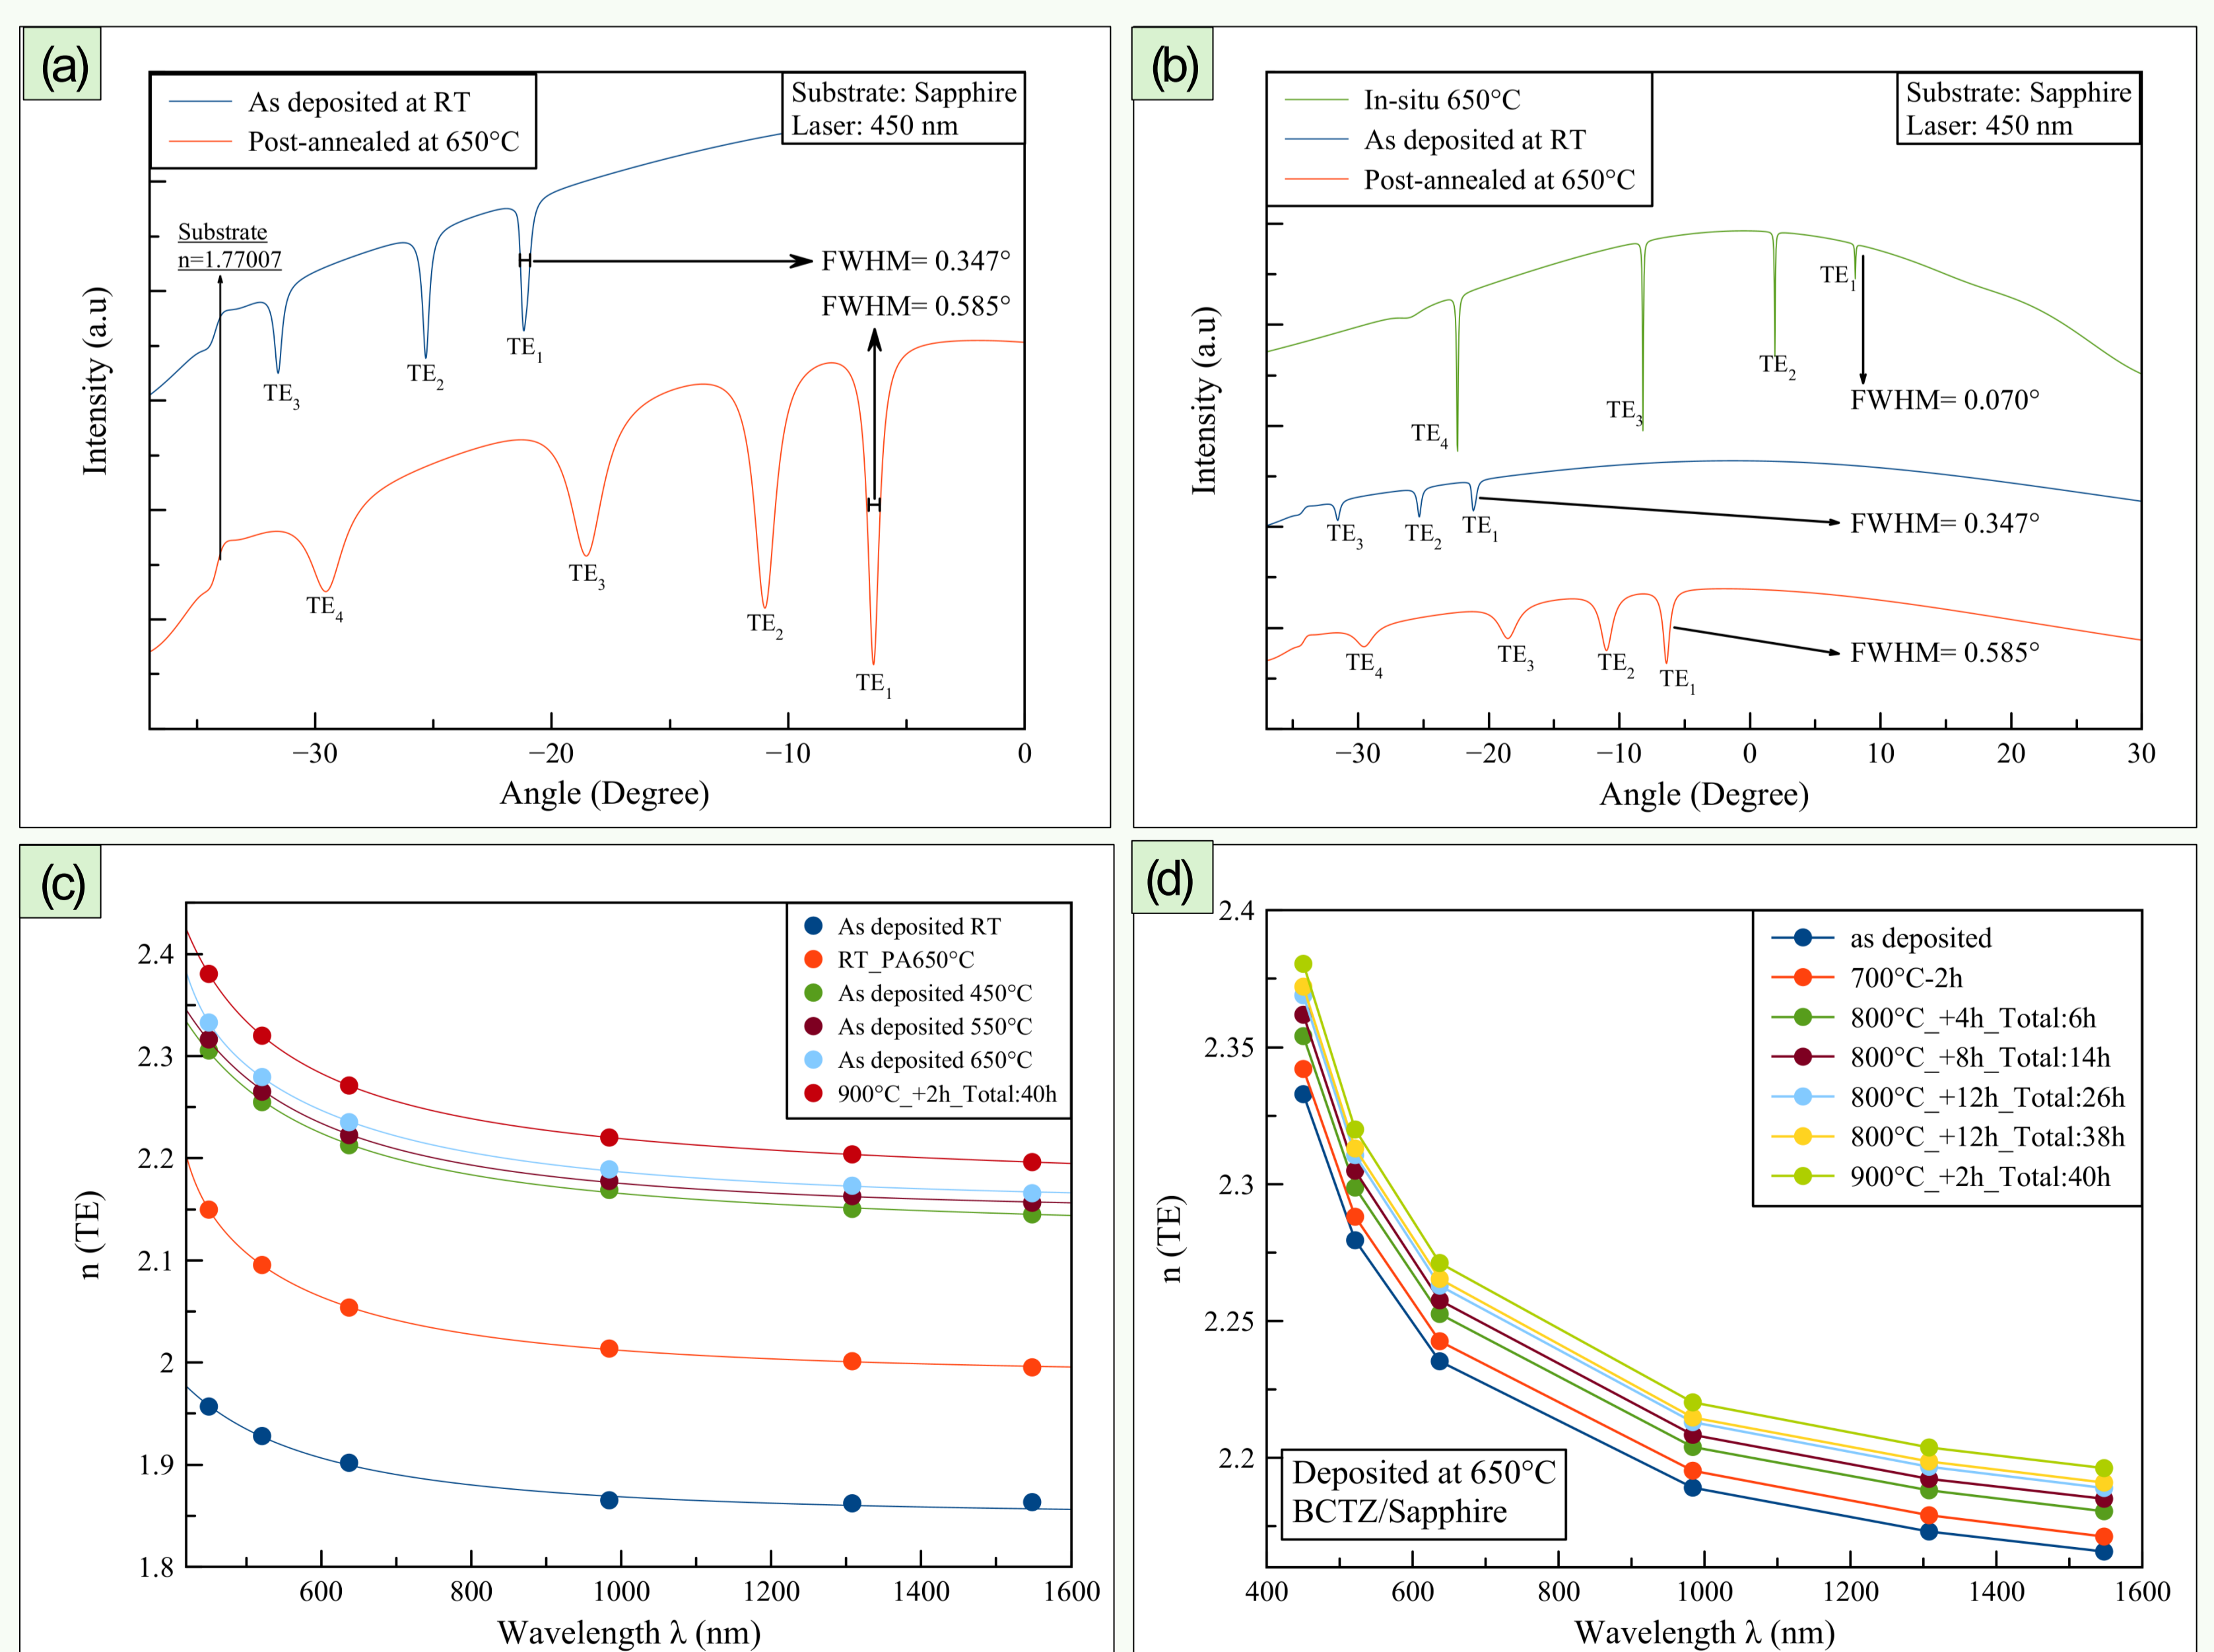 (a)
As deposited at RT
Post-annealed at 650°C
Substrate: Sapphire
Laser: 450 nm
Substrate
n=1.77007
FWHM= 0.347°
FWHM= 0.585°
TE3
TE2
TE1
TE4
TE3
TE2
TE1
Intensity (a.u)
−30
−20
−10
0
Angle (Degree)
(b)
In-situ 650°C
As deposited at RT
Post-annealed at 650°C
Substrate: Sapphire
Laser: 450 nm
TE1
TE2
TE3
TE4
FWHM= 0.070°
TE3
TE2
TE1
FWHM= 0.347°
TE4
TE3
TE2
TE1
FWHM= 0.585°
Intensity (a.u)
−30
−20
−10
0
10
20
30
Angle (Degree)
(c)
As deposited RT
RT_PA650°C
As deposited 450°C
As deposited 550°C
As deposited 650°C
900°C_+2h_Total:40h
2.4
2.3
2.2
2.1
2
1.9
1.8
n (TE)
600
800
1000
1200
1400
1600
Wavelength λ (nm)
(d)
as deposited
700°C-2h
800°C_+4h_Total:6h
800°C_+8h_Total:14h
800°C_+12h_Total:26h
800°C_+12h_Total:38h
900°C_+2h_Total:40h
2.4
2.35
2.3
2.25
2.2
n (TE)
Deposited at 650°C
BCTZ/Sapphire
400
600
800
1000
1200
1400
1600
Wavelength λ (nm)